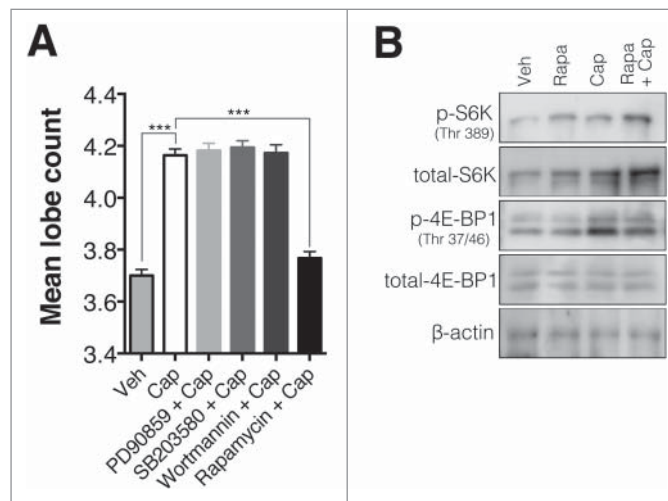 A
Mean lobe count
4.4
4.2
4.0
3.8
3.6
3.4
***
***
Veh
Cap
PD90859 + Cap
SB203580 + Cap
Wortmannin + Cap
Rapamycin + Cap
B
Veh
Rapa
Cap
Rapa
+ Cap
p-S6K
(Thr 389)
total-S6K
p-4E-BP1
(Thr 37/46)
total-4E-BP1
β-actin